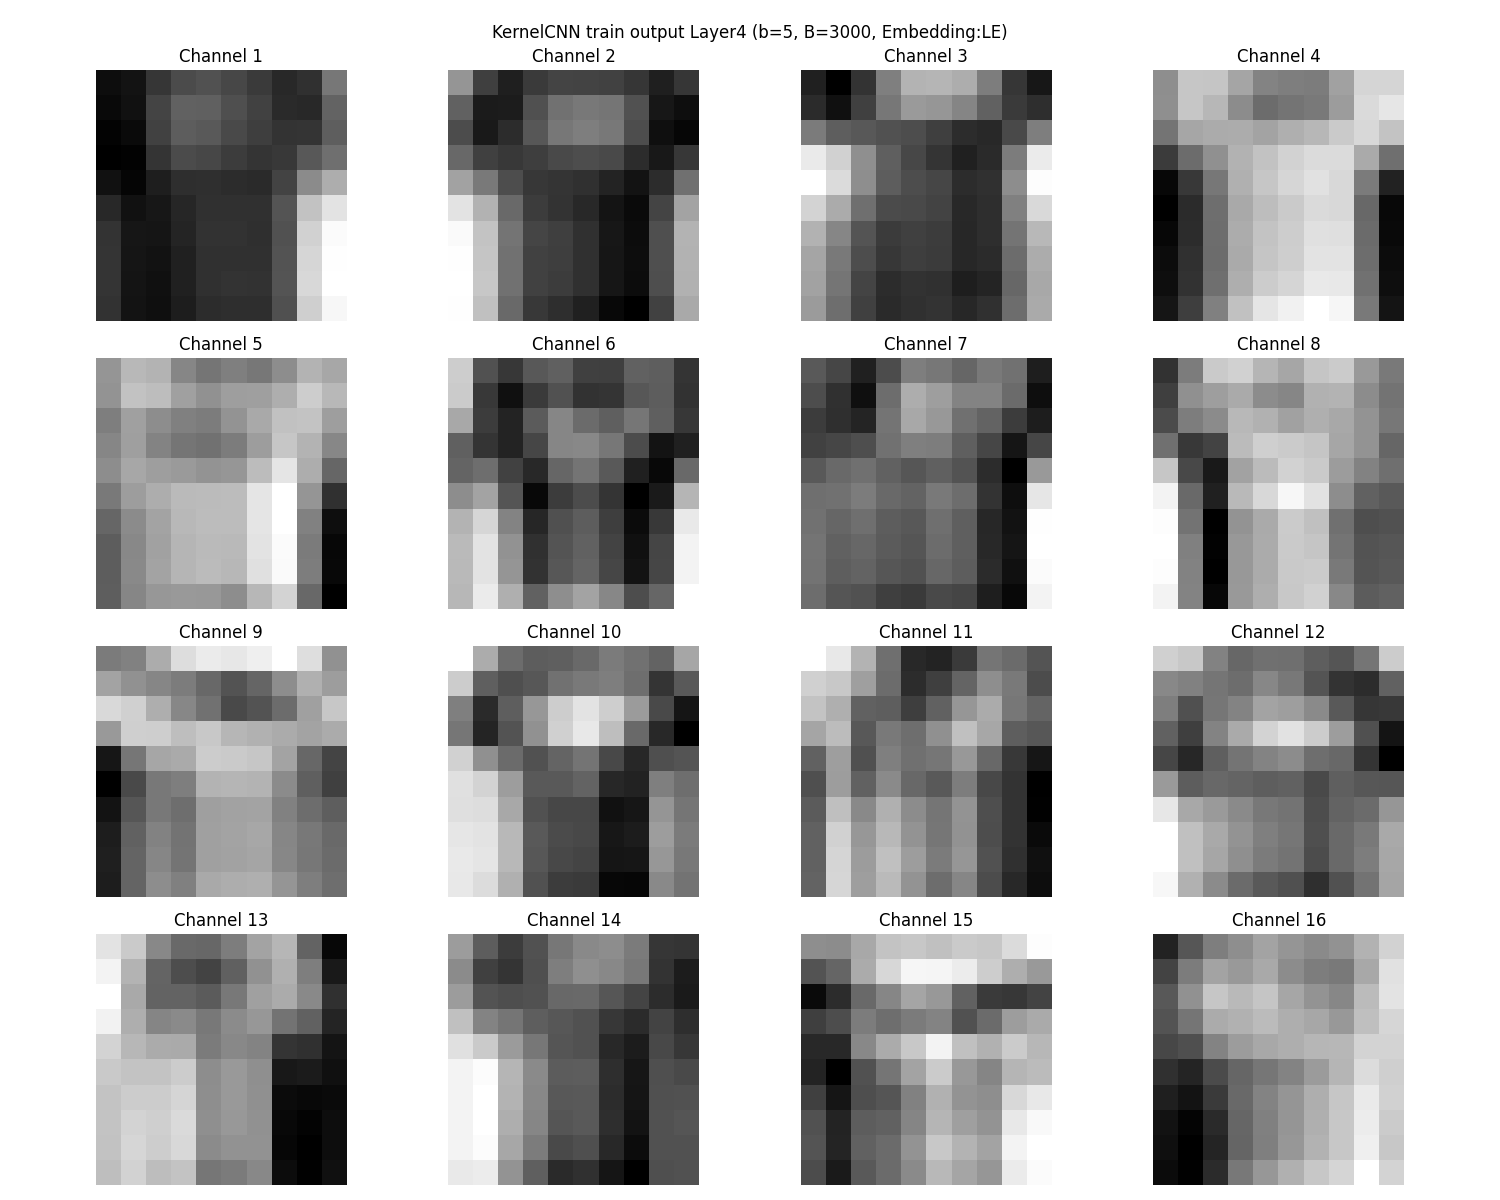 KernelCNN train output Layer4 (b=5, B=3000, Embedding:LE)
Channel 1 Channel 2 Channel 3 Channel 4
Channel 5 Channel 6 Channel 7 Channel 8
Channel 9 Channel 10 Channel 11 Channel 12
Channel 13 Channel 14 Channel 15 Channel 16